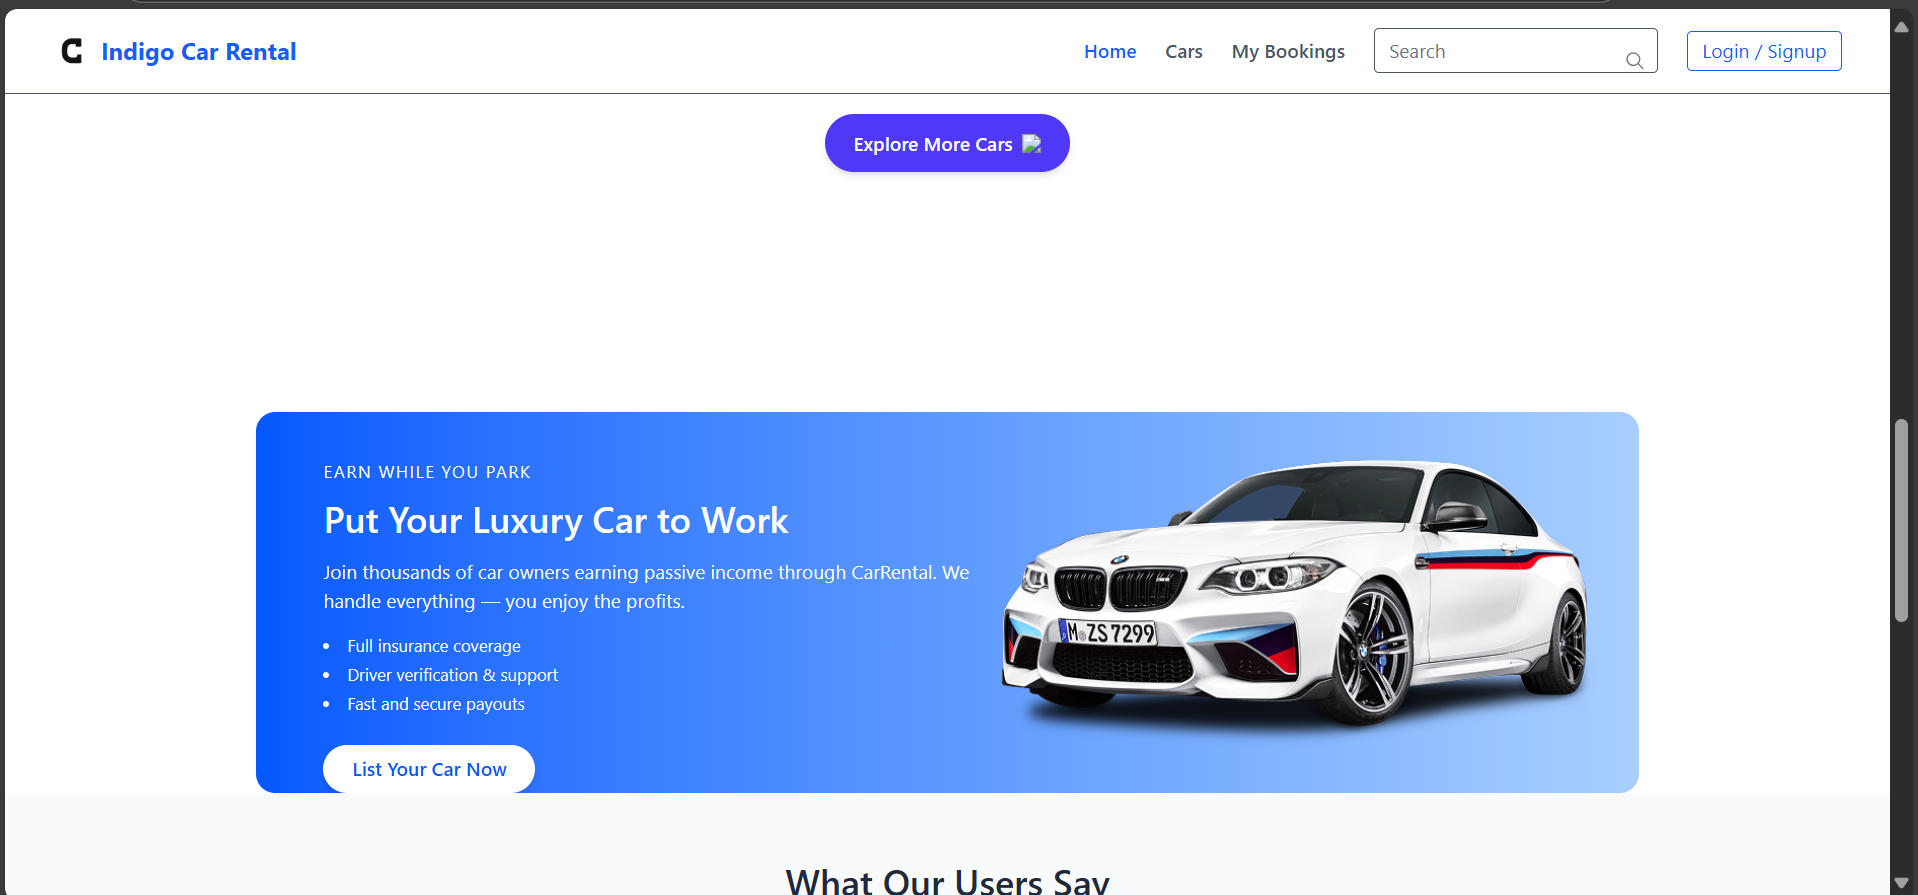 Indigo Car Rental
Home
Cars
My Bookings
Search
Login / Signup
Explore More Cars
EARN WHILE YOU PARK
Put Your Luxury Car to Work
Join thousands of car owners earning passive income through CarRental. We
handle everything — you enjoy the profits.
Full insurance coverage
Driver verification & support
Fast and secure payouts
M ZS 7299
List Your Car Now
What Our Users Say